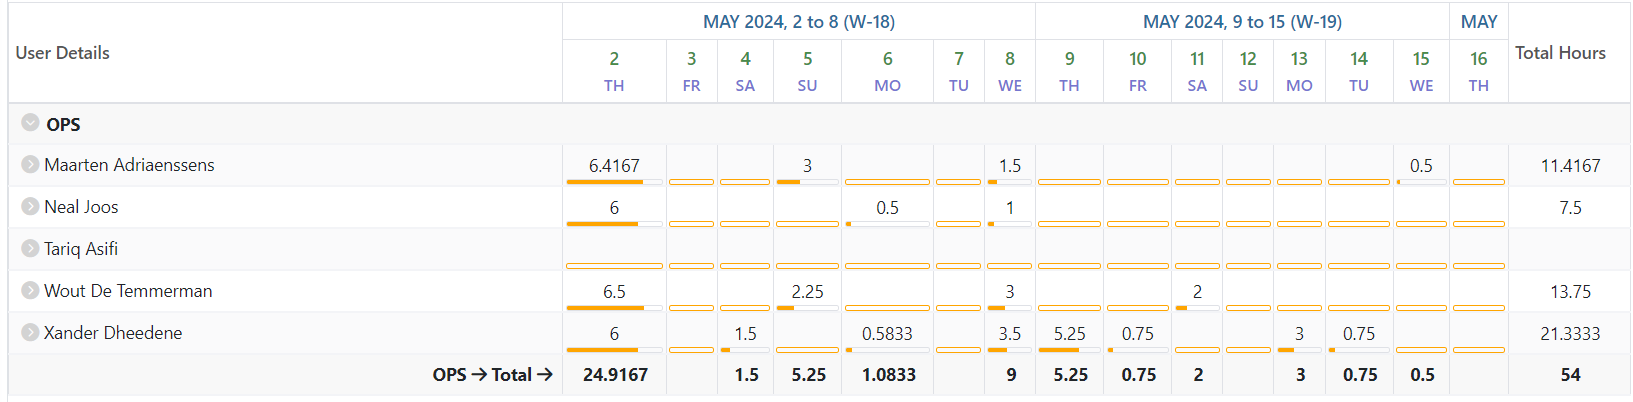 User Details MAY 2024, 2 to 8 (W-18) MAY 2024, 9 to 15 (W-19) MAY Total Hours
2 3 4 5 6 7 8 9 10 11 12 13 14 15 16
TH FR SA SU MO TU WE TH FR SA SU MO TU WE TH
OPS
Maarten Adriaenssens 6.4167 3 1.5 0.5 11.4167
Neal Joos 6 0.5 1 7.5
Tariq Asifi
Wout De Temmerman 6.5 2.25 3 2 13.75
Xander Dheedene 6 1.5 0.5833 3.5 5.25 0.75 3 0.75 21.3333
OPS → Total → 24.9167 1.5 5.25 1.0833 9 5.25 0.75 2 3 0.75 0.5 54